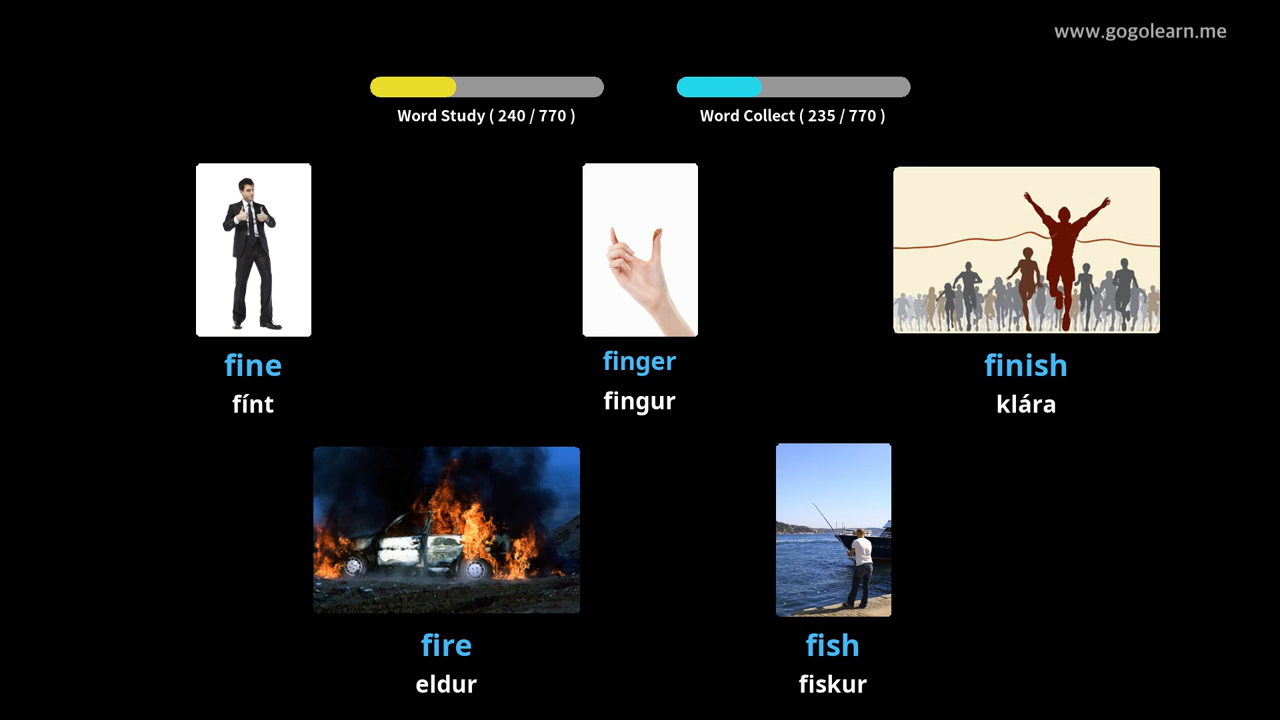 www.gogolearn.me
Word Study ( 240 / 770 )
Word Collect ( 235 / 770 )
fine
fínt
finger
fingur
finish
klára
fire
eldur
fish
fiskur